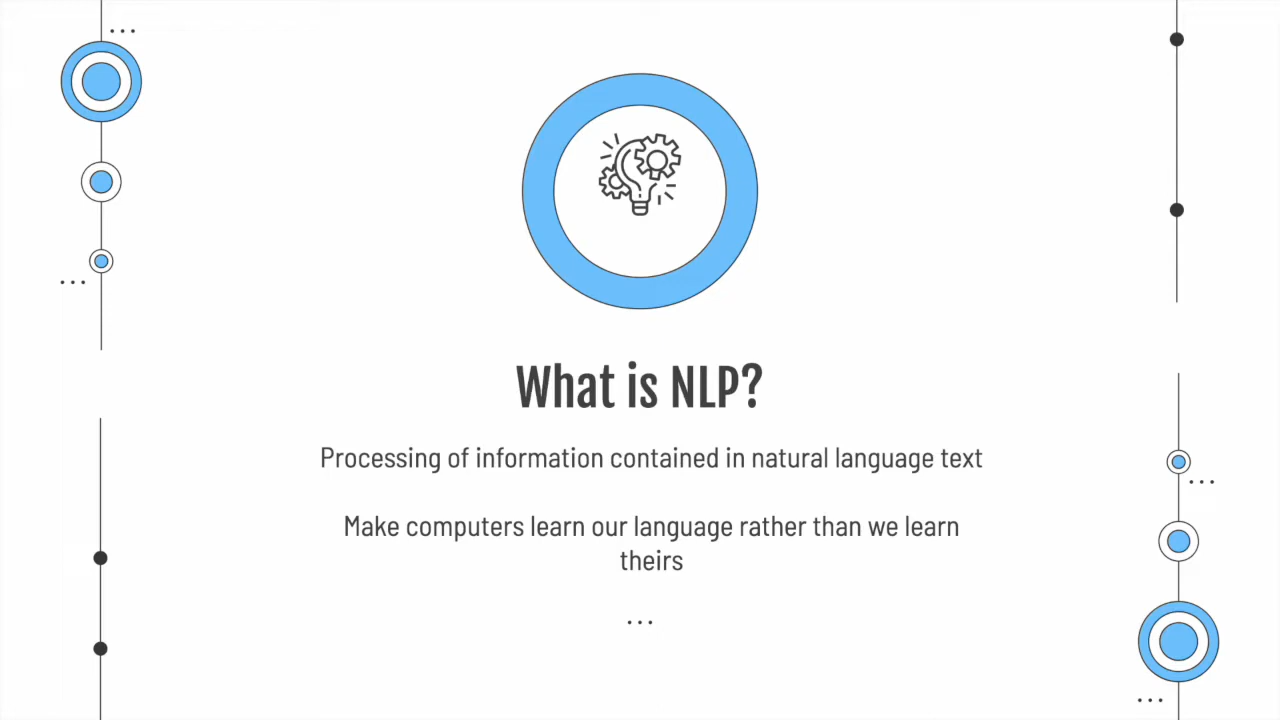 What is NLP?
Processing of information contained in natural language text
Make computers learn our language rather than we learn
theirs
...